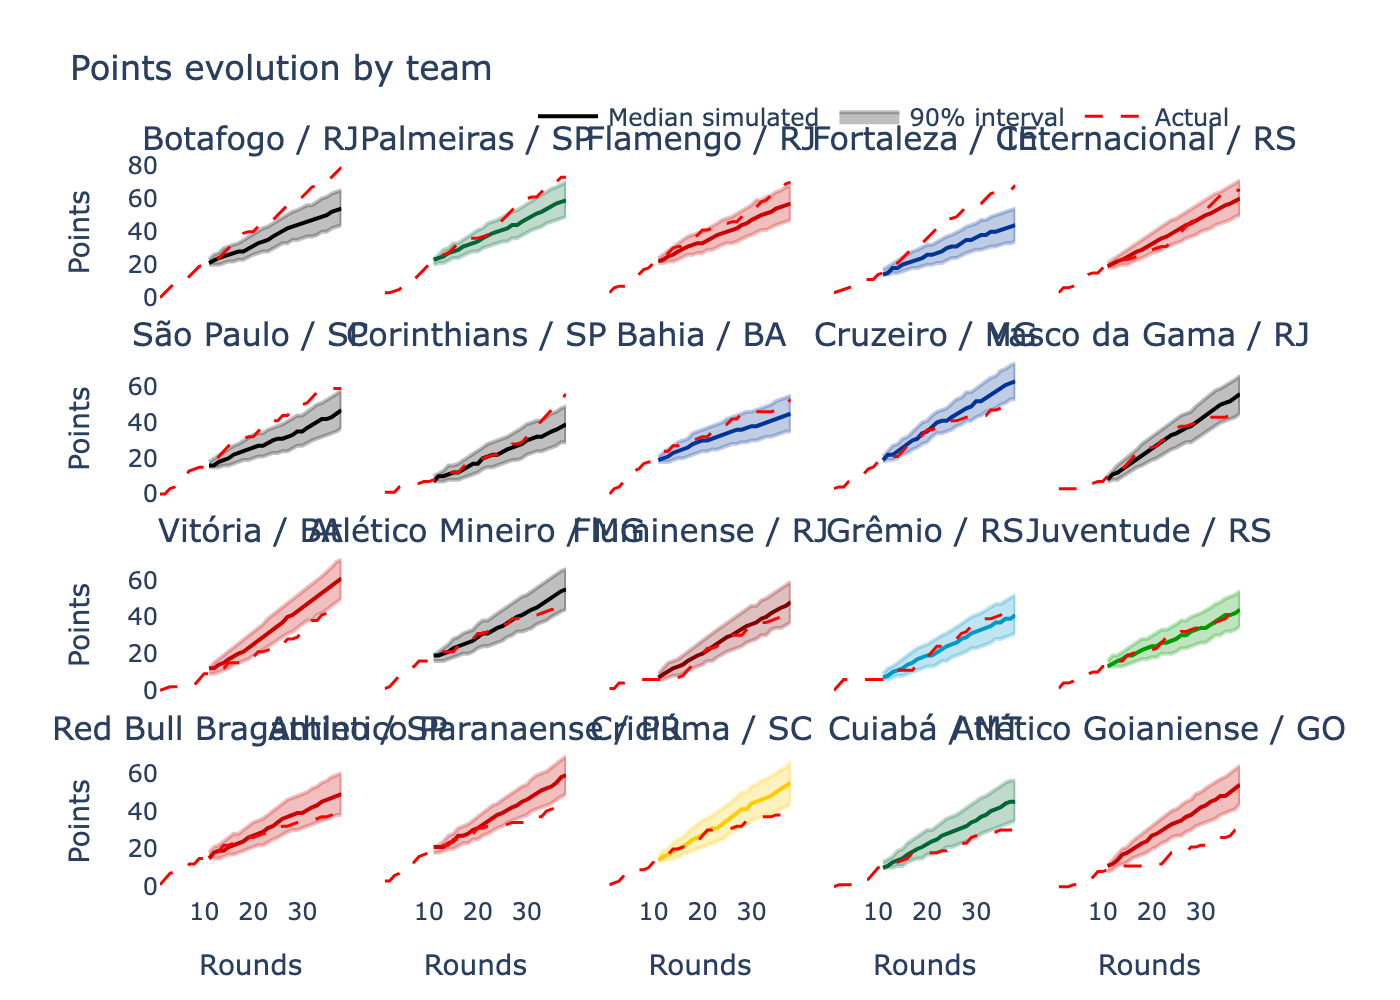 Points evolution by team
Median simulated 90% interval Actual
Botafogo / RJ Palmeiras / SP Flamengo / RJ Fortaleza / CE Internacional / RS
80
60
40
20
0
Points
São Paulo / SP Corinthians / SP Bahia / BA Cruzeiro / MG Vasco da Gama / RJ
60
40
20
0
Points
Vitória / BA Atlético Mineiro / MG Fluminense / RJ Grêmio / RS Juventude / RS
60
40
20
0
Points
Red Bull Bragantino / SP Athletico Paranaense / PR Criciúma / SC Cuiabá / MT Atlético Goianiense / GO
60
40
20
0
Points
10 20 30 10 20 30 10 20 30 10 20 30 10 20 30
Rounds Rounds Rounds Rounds Rounds